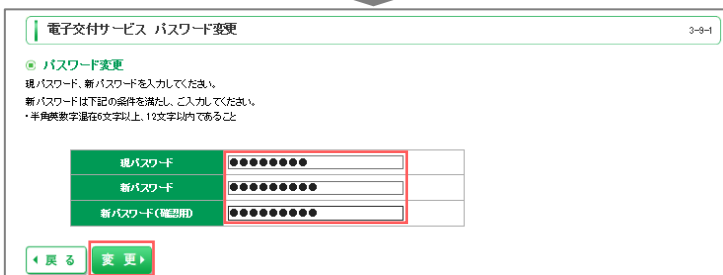 電子交付サービス パスワード変更
3-9-1
パスワード変更
現パスワード、新パスワードを入力してください。
新パスワードは下記の条件を満たし、ご入力してください。
・半角英数字混在6文字以上、12文字以内であること
現パスワード ●●●●●●●●
新パスワード ●●●●●●●●●
新パスワード(確認用) ●●●●●●●●●
戻る 変更